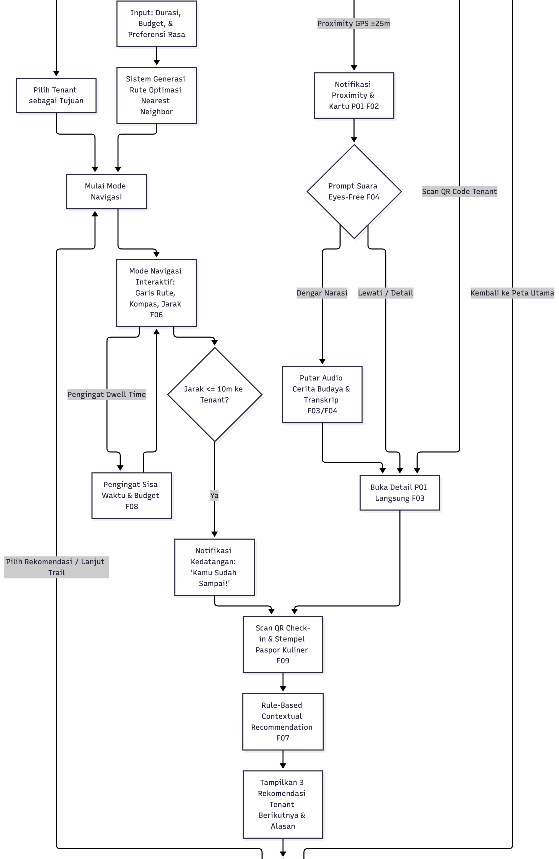 Input: Durasi,
Budget, &
Preferensi Rasa
Proximity GPS ±25m
Pilih Tenant
sebagai Tujuan
Sistem Generasi
Rute Optimasi
Nearest
Neighbor
Notifikasi
Proximity &
Kartu POI F02
Mulai Mode
Navigasi
Prompt Suara
Eyes-Free F04
Scan QR Code Tenant
Mode Navigasi
Interaktif:
Garis Rute,
Kompas, Jarak
F06
Dengar Narasi
Lewati / Detail
Kembali ke Peta Utama
Pengingat Dwell Time
Jarak <= 10m ke
Tenant?
Putar Audio
Cerita Budaya &
Transkrip
F03/F04
Pengingat Sisa
Waktu & Budget
F08
Ya
Buka Detail POI
Langsung F03
Pilih Rekomendasi / Lanjut
Trail
Notifikasi
Kedatangan:
'Kamu Sudah
Sampai!'
Scan QR Check-
in & Stempel
Paspor Kuliner
F09
Rule-Based
Contextual
Recommendation
F07
Tampilkan 3
Rekomendasi
Tenant
Berikutnya &
Alasan